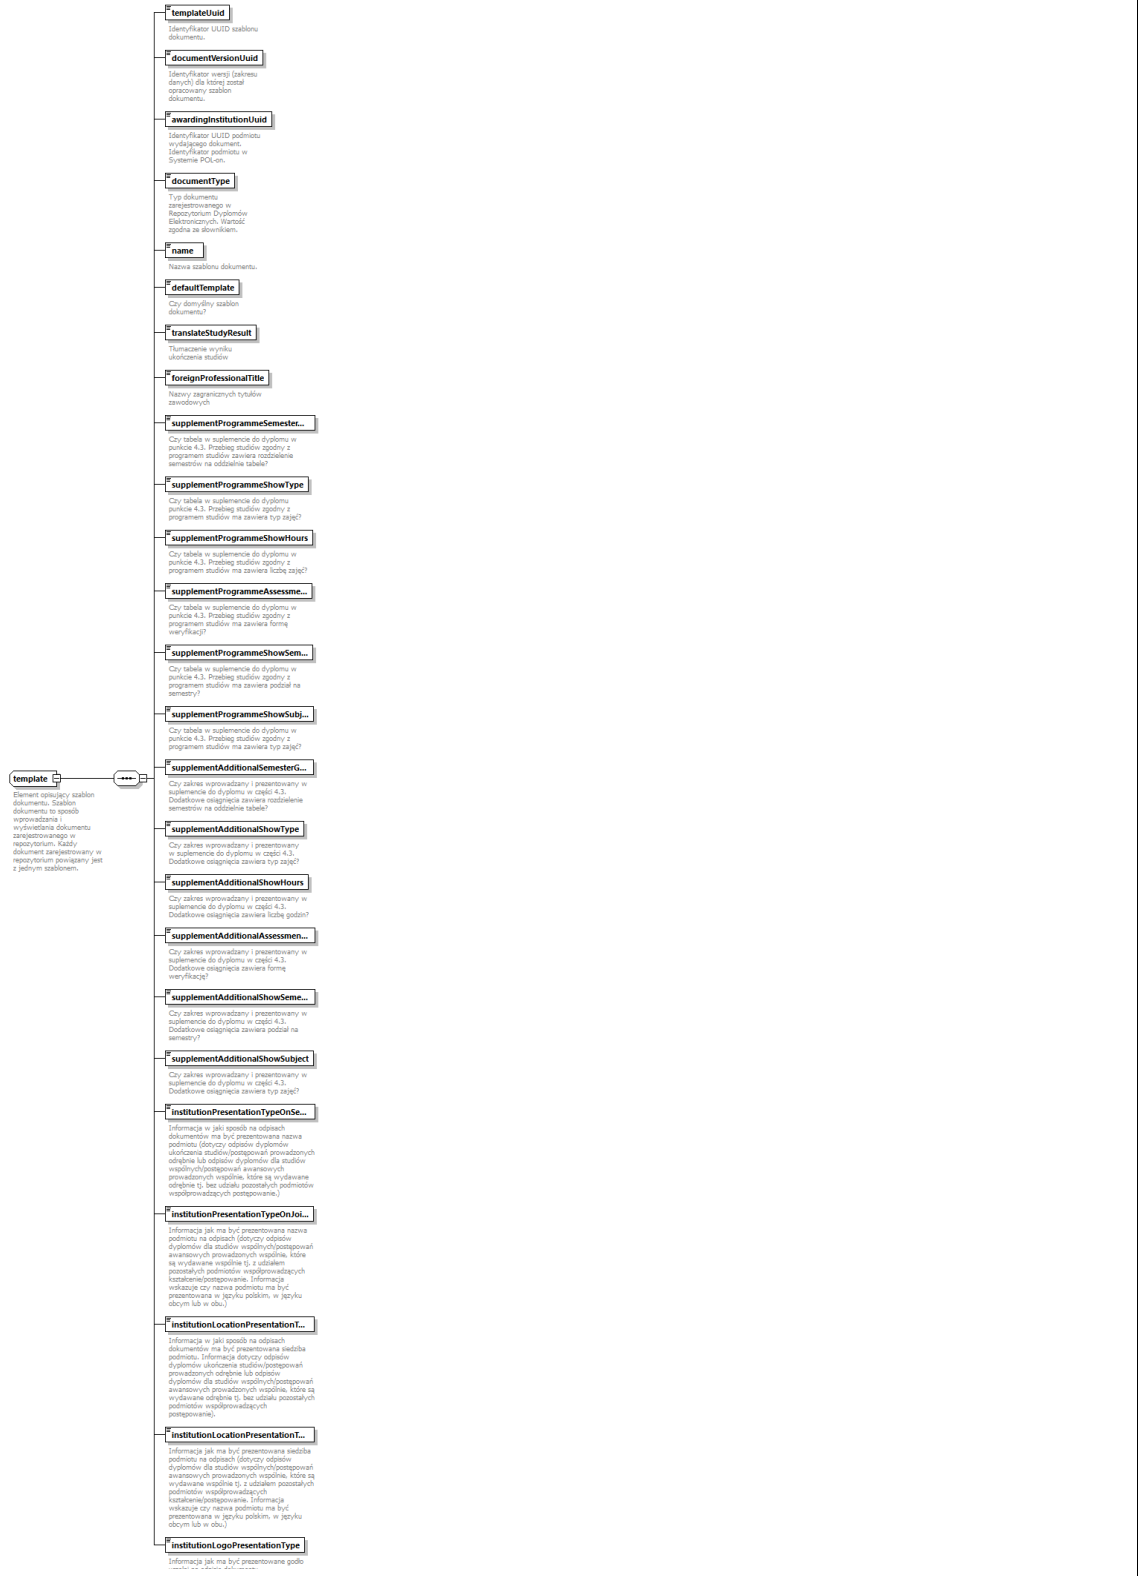 templateUuid
Identyfikator UUID szablonu
dokumentu.
documentVersionUuid
Identyfikator wersji (zakresu
danych) dla której został
opracowany szablon
dokumentu.
awardingInstitutionUuid
Identyfikator UUID podmiotu
wydającego dokument.
Identyfikator podmiotu w
Systemie POL-on.
documentType
Typ dokumentu
zarejestrowanego w
Repozytorium Dyplomów
Elektronicznych. Wartość
zgodna ze słownikiem.
name
Nazwa szablonu dokumentu.
defaultTemplate
Czy domyślny szablon
dokumentu?
translateStudyResult
Tłumaczenie wyniku
ukończenia studiów
foreignProfessionalTitle
Nazwy zagranicznych tytułów
zawodowych
supplementProgrammeSemester...
Czy tabela w suplemencie do dyplomu w
punkcie 4.3. Przebieg studiów zgodny z
programem studiów zawiera rozdzielenie
semestrów na oddzielnie tabele?
supplementProgrammeShowType
Czy tabela w suplemencie do dyplomu
punkcie 4.3. Przebieg studiów zgodny z
programem studiów ma zawiera typ zajęć?
supplementProgrammeShowHours
Czy tabela w suplemencie do dyplomu w
punkcie 4.3. Przebieg studiów zgodny z
programem studiów ma zawiera liczbę zajęć?
supplementProgrammeAssessme...
Czy tabela w suplemencie do dyplomu w
punkcie 4.3. Przebieg studiów zgodny z
programem studiów ma zawiera formę
weryfikacji?
supplementProgrammeShowSem...
Czy tabela w suplemencie do dyplomu w
punkcie 4.3. Przebieg studiów zgodny z
programem studiów ma zawiera podział na
semestry?
supplementProgrammeShowSubj...
Czy tabela w suplemencie do dyplomu w
punkcie 4.3. Przebieg studiów zgodny z
programem studiów ma zawiera typ zajęć?
template
Element opisujący szablon
dokumentu. Szablon
dokumentu to sposób
wprowadzania i
wyświetlania dokumentu
zarejestrowanego w
repozytorium. Każdy
dokument zarejestrowany w
repozytorium powiązany jest
z jednym szablonem.
supplementAdditionalSemesterG...
Czy zakres wprowadzany i prezentowany w
suplemencie do dyplomu w części 4.3.
Dodatkowe osiągnięcia zawiera rozdzielenie
semestrów na oddzielnie tabele?
supplementAdditionalShowType
Czy zakres wprowadzany i prezentowany
w suplemencie do dyplomu w części 4.3.
Dodatkowe osiągnięcia zawiera typ zajęć?
supplementAdditionalShowHours
Czy zakres wprowadzany i prezentowany w
suplemencie do dyplomu w części 4.3.
Dodatkowe osiągnięcia zawiera liczbę godzin?
supplementAdditionalAssessmen...
Czy zakres wprowadzany i prezentowany w
suplemencie do dyplomu w części 4.3.
Dodatkowe osiągnięcia zawiera formę
weryfikację?
supplementAdditionalShowSeme...
Czy zakres wprowadzany i prezentowany w
suplemencie do dyplomu w części 4.3.
Dodatkowe osiągnięcia zawiera podział na
semestry?
supplementAdditionalShowSubject
Czy zakres wprowadzany i prezentowany w
suplemencie do dyplomu w części 4.3.
Dodatkowe osiągnięcia zawiera typ zajęć?
institutionPresentationTypeOnSe...
Informacja w jaki sposób na odpisach
dokumentów ma być prezentowana nazwa
podmiotu (dotyczy odpisów dyplomów
ukończenia studiów/postępowań prowadzonych
odrębnie lub odpisów dyplomów dla studiów
wspólnych/postępowań awansowych
prowadzonych wspólnie, które są wydawane
odrębnie tj. bez udziału pozostałych podmiotów
współprowadzących postępowanie.)
institutionPresentationTypeOnJoi...
Informacja jak ma być prezentowana nazwa
podmiotu na odpisach (dotyczy odpisów
dyplomów dla studiów wspólnych/postępowań
awansowych prowadzonych wspólnie, które
są wydawane wspólnie tj. z udziałem
pozostałych podmiotów współprowadzących
kształcenie/postępowanie. Informacja
wskazuje czy nazwa podmiotu ma być
prezentowana w języku polskim, w języku
obcym lub w obu.)
institutionLocationPresentationT...
Informacja w jaki sposób na odpisach
dokumentów ma być prezentowana siedziba
podmiotu. Informacja dotyczy odpisów
dyplomów ukończenia studiów/postępowań
prowadzonych odrębnie lub odpisów
dyplomów dla studiów wspólnych/postępowań
awansowych prowadzonych wspólnie, które są
wydawane odrębnie tj. bez udziału pozostałych
podmiotów współprowadzących
postępowanie).
institutionLocationPresentationT...
Informacja jak ma być prezentowana siedziba
podmiotu na odpisach (dotyczy odpisów
dyplomów dla studiów wspólnych/postępowań
awansowych prowadzonych wspólnie, które są
wydawane wspólnie tj. z udziałem pozostałych
podmiotów współprowadzących
kształcenie/postępowanie. Informacja
wskazuje czy nazwa podmiotu ma być
prezentowana w języku polskim, w języku
obcym lub w obu.)
institutionLogoPresentationType
Informacja jak ma być prezentowane godło